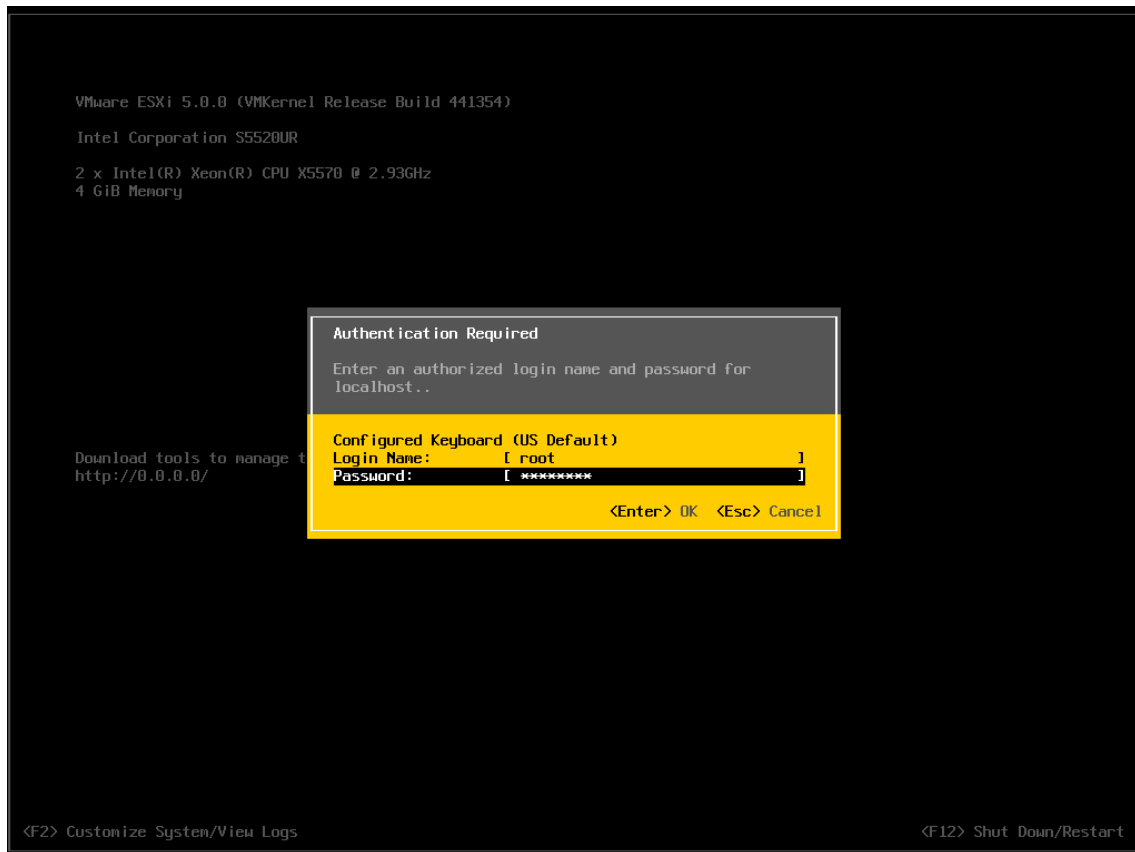 VMware ESXi 5.0.0 (VMKernel Release Build 441354)
Intel Corporation S5520UR
2 x Intel(R) Xeon(R) CPU X5570 @ 2.93GHz
4 GiB Memory
Authentication Required
Enter an authorized login name and password for
localhost..
Configured Keyboard (US Default)
Login Name: [ root ]
Password: [ ******** ]
<Enter> OK <Esc> Cancel
Download tools to manage t
http://0.0.0.0/
<F2> Customize System/View Logs
<F12> Shut Down/Restart